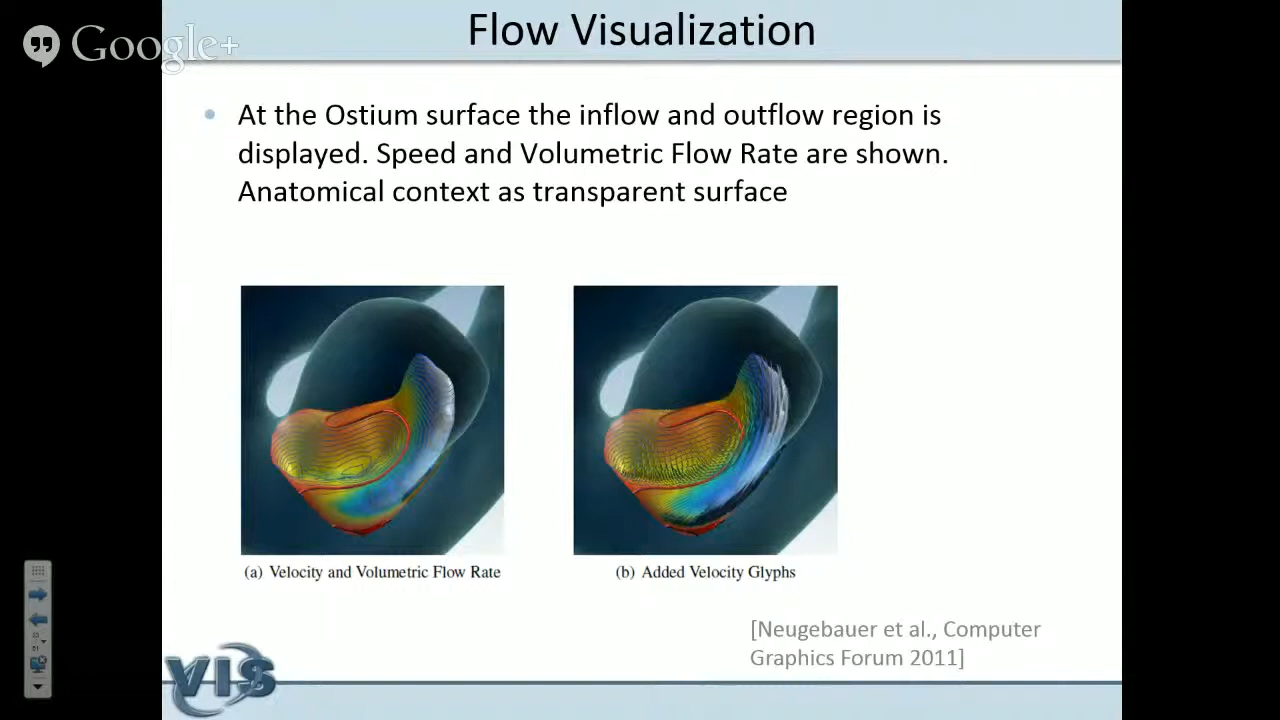 Google+
Flow Visualization
At the Ostium surface the inflow and outflow region is
displayed. Speed and Volumetric Flow Rate are shown.
Anatomical context as transparent surface
(a) Velocity and Volumetric Flow Rate
(b) Added Velocity Glyphs
[Neugebauer et al., Computer
Graphics Forum 2011]
VIS